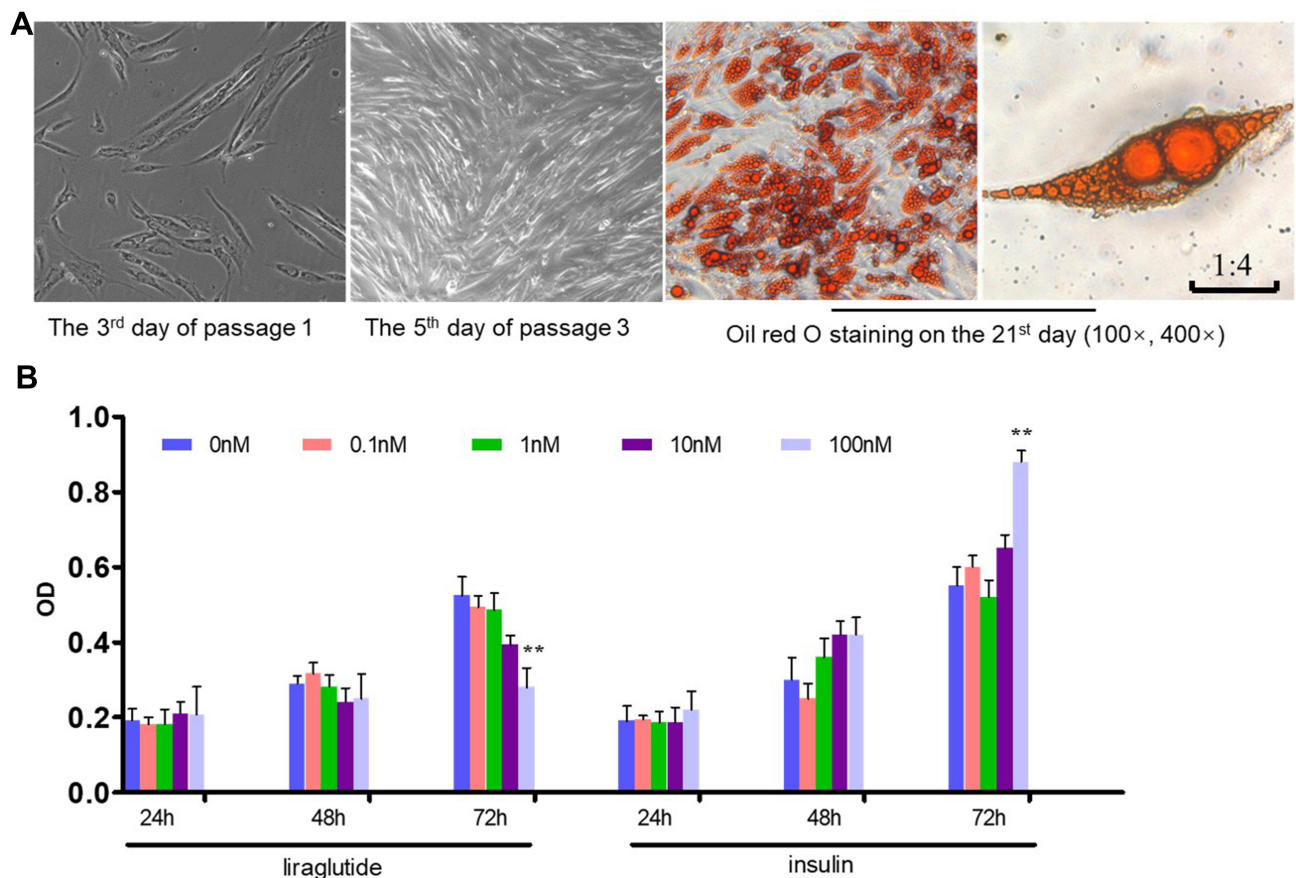 A
1:4
The 3rd day of passage 1
The 5th day of passage 3
Oil red O staining on the 21st day (100×, 400×)
B
1.0
0.8
0.6
0.4
0.2
0.0
OD
0nM
0.1nM
1nM
10nM
100nM
**
**
24h
48h
72h
24h
48h
72h
liraglutide
insulin